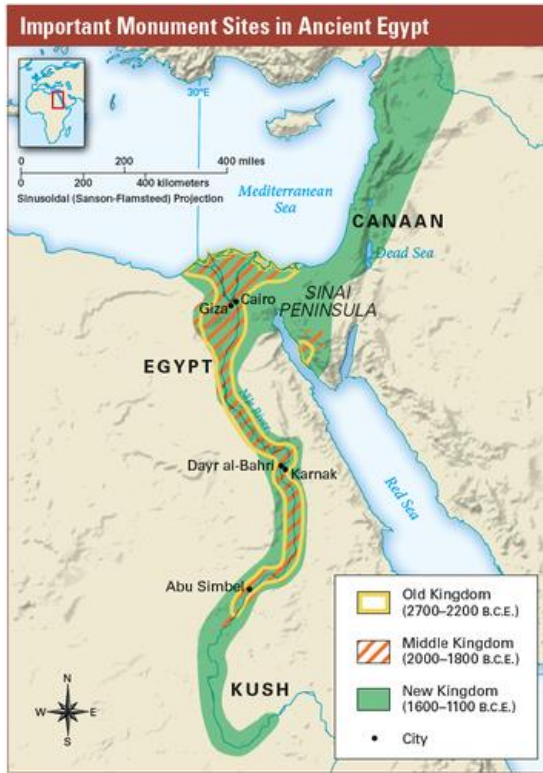 Important Monument Sites in Ancient Egypt
30°E
0 200 400 miles
0 200 400 kilometers
Sinusoidal (Sanson-Flamsteed) Projection
Mediterranean
Sea
CANAAN
Dead Sea
SINAI
PENINSULA
Cairo
Giza
EGYPT
Nile River
Dayr al-Bahri
Karnak
Red Sea
Abu Simbel
KUSH
N
W E
S
Old Kingdom
(2700–2200 B.C.E.)
Middle Kingdom
(2000–1800 B.C.E.)
New Kingdom
(1600–1100 B.C.E.)
City